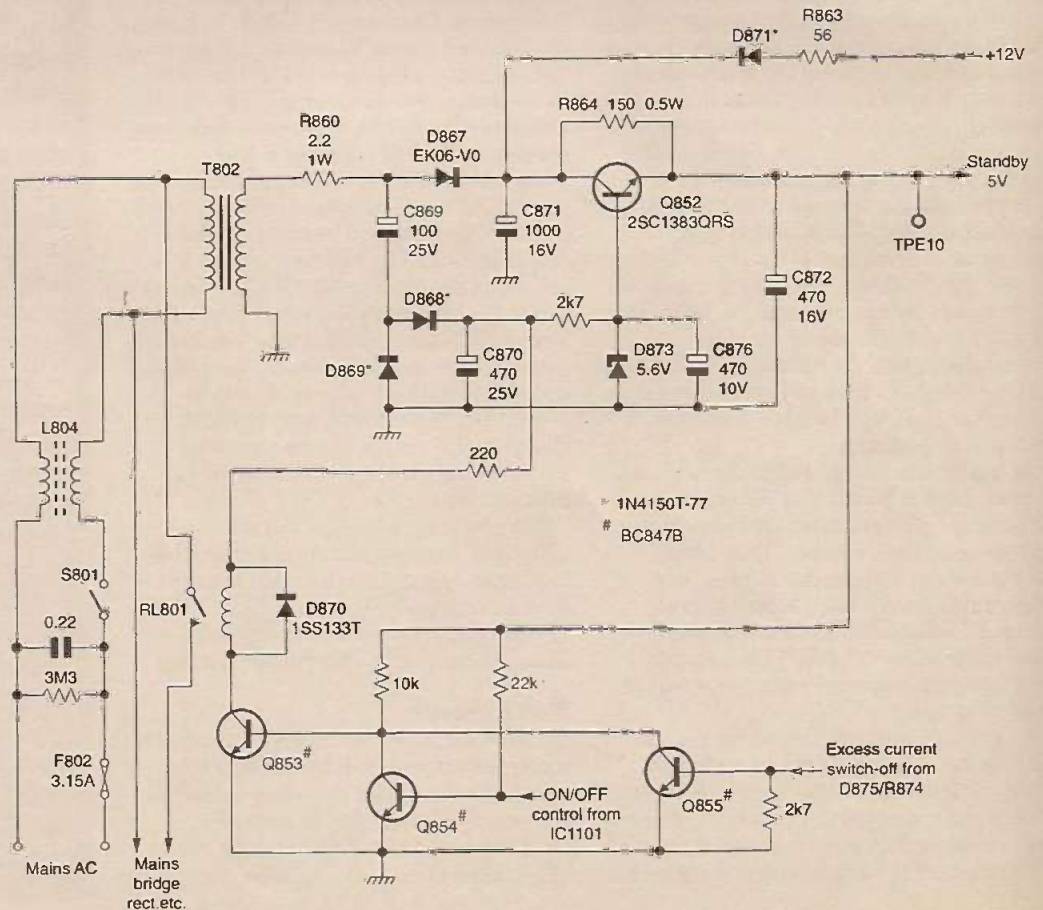 R863
56
D871*
+12V
R864 150 0.5W
R860
2.2
1W
D867
EK06-V0
T802
Standby
5V
Q852
2SC1383QRS
TPE10
C869
100
25V
C871
1000
16V
C872
470
16V
D868*
2k7
D869*
C870
470
25V
D873
5.6V
C876
470
10V
L804
220
* 1N4150T-77
# BC847B
S801
RL801
D870
1SS133T
0.22
3M3
10k
22k
F802
3.15A
Q853#
Q854#
ON/OFF
control from
IC1101
Q855#
Excess current
switch-off from
D875/R874
2k7
Mains AC
Mains
bridge
rect.etc.